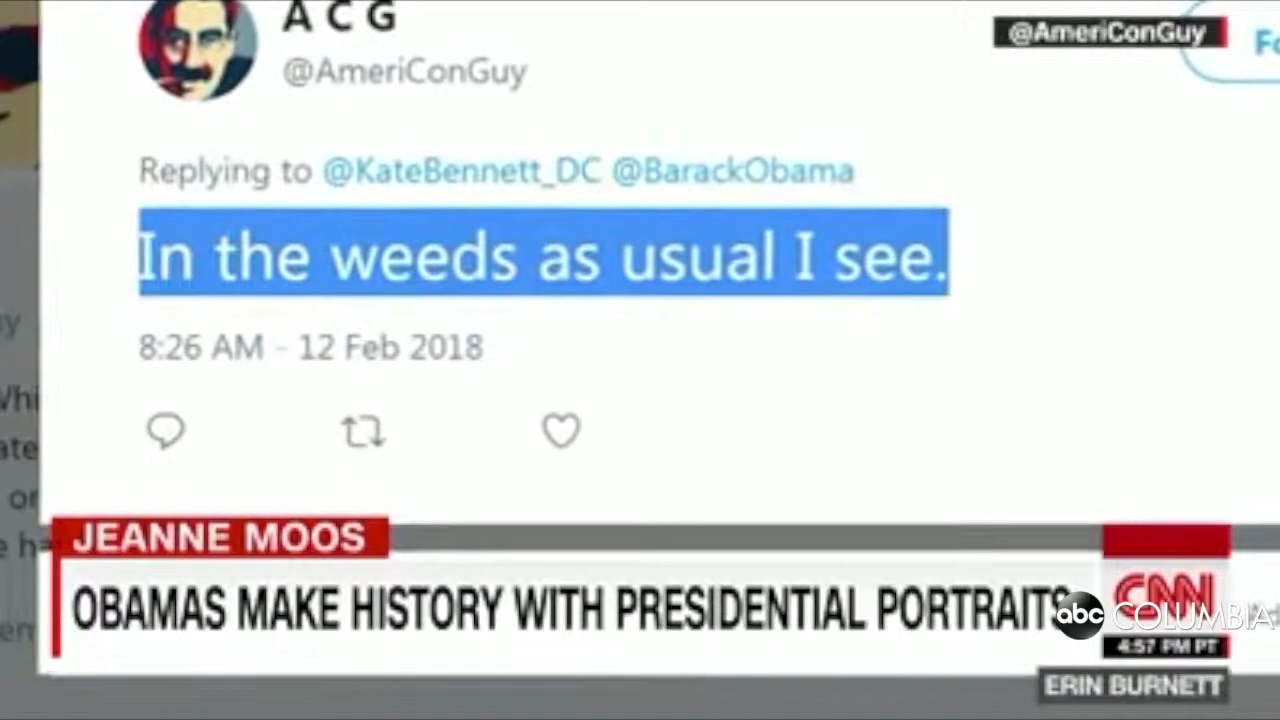 A C G
@AmeriConGuy
@AmeriConGuy
Replying to @KateBennett_DC @BarackObama
In the weeds as usual I see.
8:26 AM - 12 Feb 2018
JEANNE MOOS
OBAMAS MAKE HISTORY WITH PRESIDENTIAL PORTRAITS
CNN
abc COLUMBIA
4:57 PM PT
ERIN BURNETT